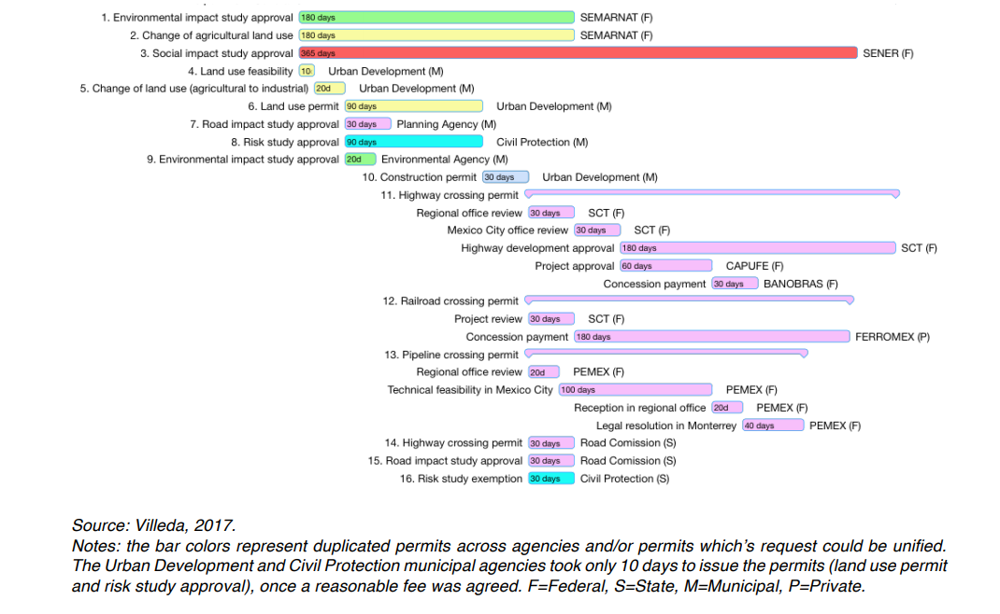 1. Environmental impact study approval 180 days SEMARNAT (F)
2. Change of agricultural land use 180 days SEMARNAT (F)
3. Social impact study approval 365 days SENER (F)
4. Land use feasibility 10 Urban Development (M)
5. Change of land use (agricultural to industrial) 20d Urban Development (M)
6. Land use permit 90 days Urban Development (M)
7. Road impact study approval 30 days Planning Agency (M)
8. Risk study approval 90 days Civil Protection (M)
9. Environmental impact study approval 20d Environmental Agency (M)
10. Construction permit 30 days Urban Development (M)
11. Highway crossing permit
Regional office review 30 days SCT (F)
Mexico City office review 30 days SCT (F)
Highway development approval 180 days SCT (F)
Project approval 60 days CAPUFE (F)
Concession payment 30 days BANOBRAS (F)
12. Railroad crossing permit
Project review 30 days SCT (F)
Concession payment 180 days FERROMEX (P)
13. Pipeline crossing permit
Regional office review 20d PEMEX (F)
Technical feasibility in Mexico City 100 days PEMEX (F)
Reception in regional office 20d PEMEX (F)
Legal resolution in Monterrey 40 days PEMEX (F)
14. Highway crossing permit 30 days Road Comission (S)
15. Road impact study approval 30 days Road Comission (S)
16. Risk study exemption 30 days Civil Protection (S)
Source: Villeda, 2017.
Notes: the bar colors represent duplicated permits across agencies and/or permits which's request could be unified.
The Urban Development and Civil Protection municipal agencies took only 10 days to issue the permits (land use permit
and risk study approval), once a reasonable fee was agreed. F=Federal, S=State, M=Municipal, P=Private.